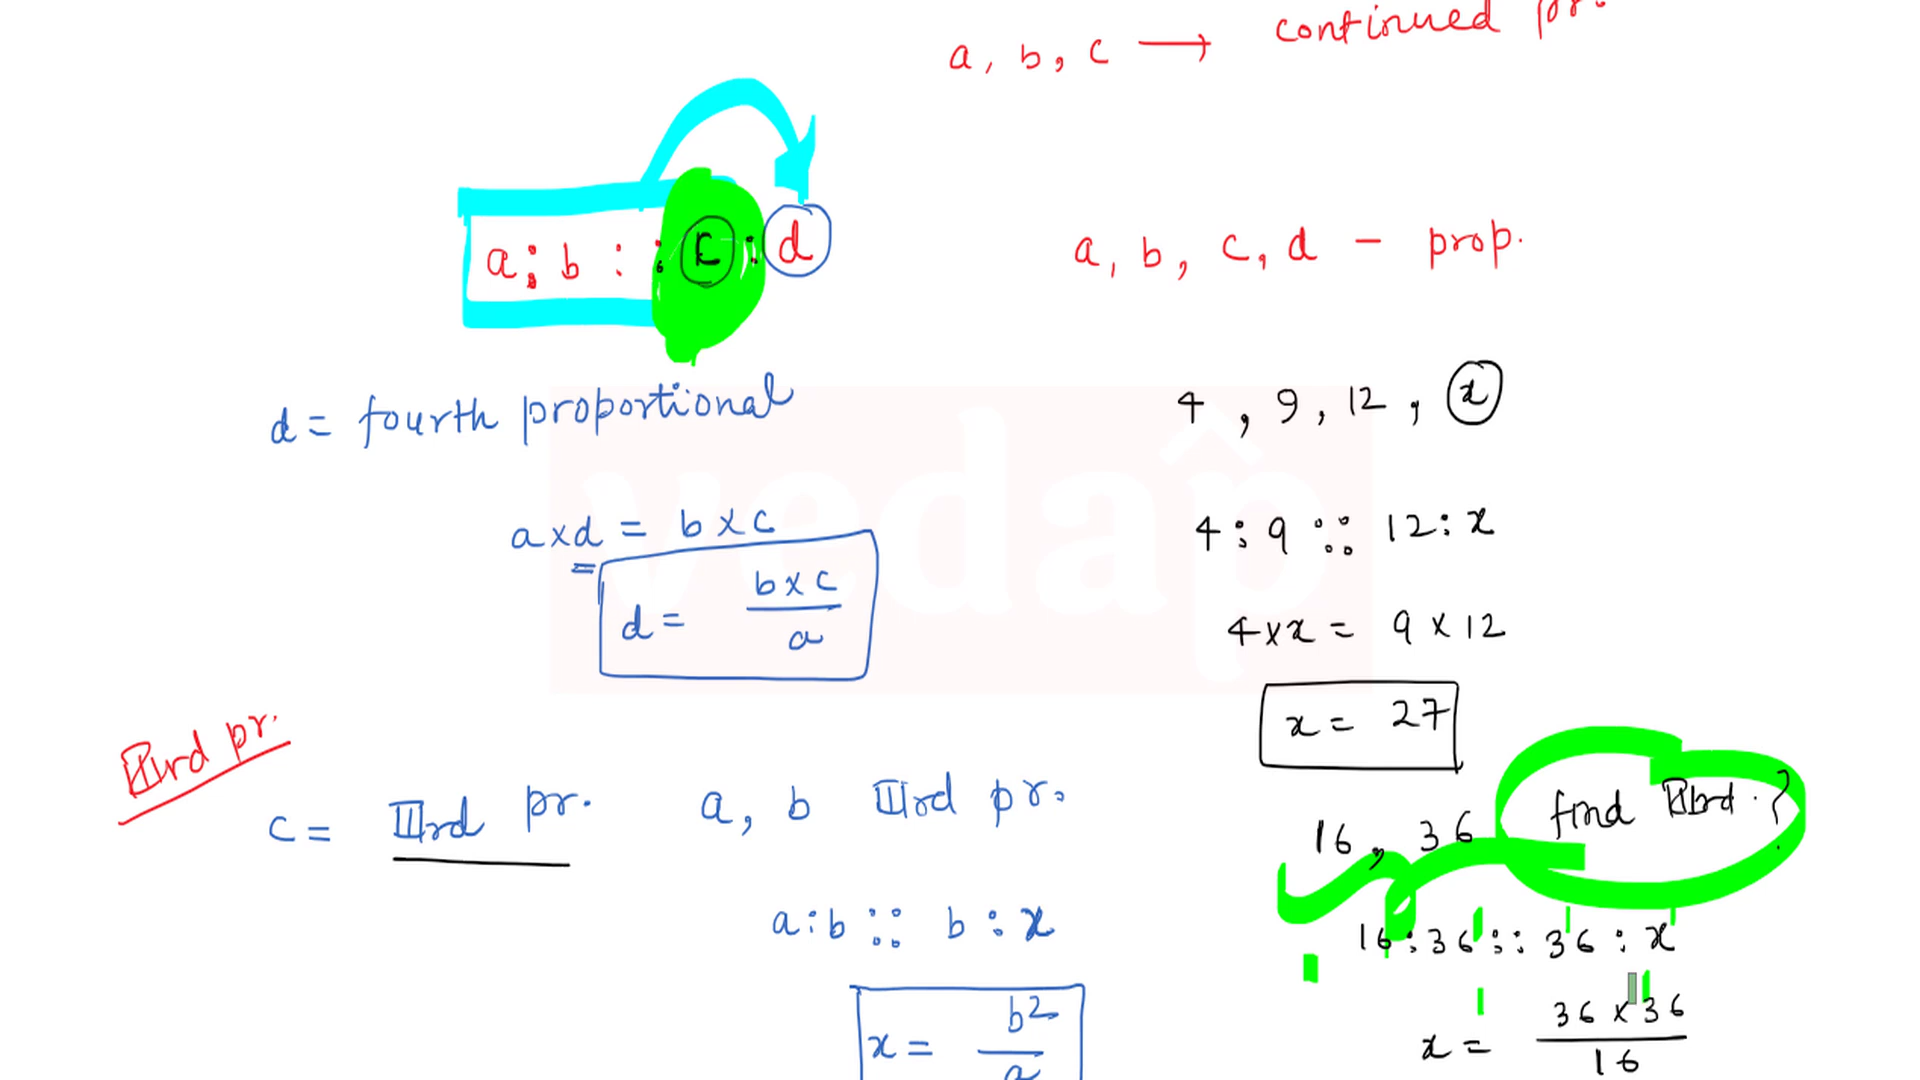 a, b, c → continued pr.
a : b : : c : d
a, b, c, d – prop.
d = fourth proportional
4 , 9 , 12 , x
a x d = b x c
4 : 9 :: 12 : x
d = b x c / a
4 x x = 9 x 12
x = 27
IIIrd pr.
c = IIIrd pr.
a, b IIIrd pr.
16, 36 find IIIrd . ?
a : b :: b : x
16 : 36 :: 36 : x
x = b2 / a
x = 36 x 36 / 16
vedap